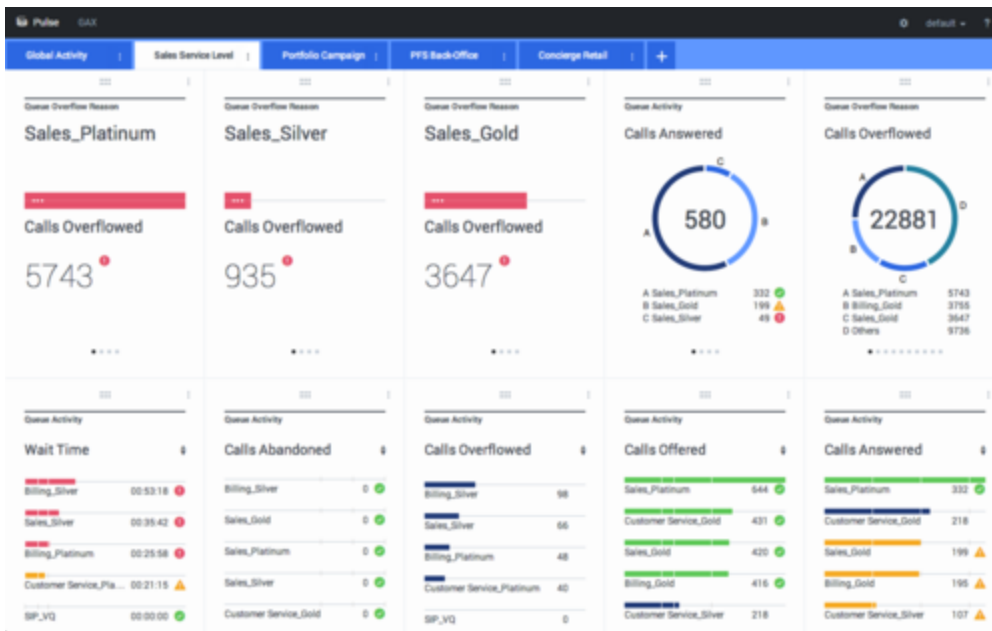 Pulse GAX default ?
Global Activity Sales Service Level Portfolio Campaign PFS Back-Office Concierge Retail +
Queue Overflow Reason
Sales_Platinum
Calls Overflowed
5743
Queue Overflow Reason
Sales_Silver
Calls Overflowed
935
Queue Overflow Reason
Sales_Gold
Calls Overflowed
3647
Queue Activity
Calls Answered
C
580
A
B
A Sales_Platinum 332
B Sales_Gold 199
C Sales_Silver 49
Queue Activity
Calls Overflowed
A
22881
D
B
C
A Sales_Platinum 5743
B Billing_Gold 3755
C Sales_Gold 3647
D Others 9736
Queue Activity
Wait Time
Billing_Silver 00:53:18
Sales_Silver 00:35:42
Billing_Platinum 00:25:58
Customer Service_Pla... 00:21:15
SIP_VQ 00:00:00
Queue Activity
Calls Abandoned
Billing_Silver 0
Sales_Gold 0
Sales_Platinum 0
Sales_Silver 0
Customer Service_Gold 0
Queue Activity
Calls Overflowed
Billing_Silver 98
Sales_Silver 66
Billing_Platinum 48
Customer Service_Platinum 40
SIP_VQ 0
Queue Activity
Calls Offered
Sales_Platinum 644
Customer Service_Gold 431
Sales_Gold 420
Billing_Gold 416
Customer Service_Silver 218
Queue Activity
Calls Answered
Sales_Platinum 332
Customer Service_Gold 218
Sales_Gold 199
Billing_Gold 195
Customer Service_Silver 107